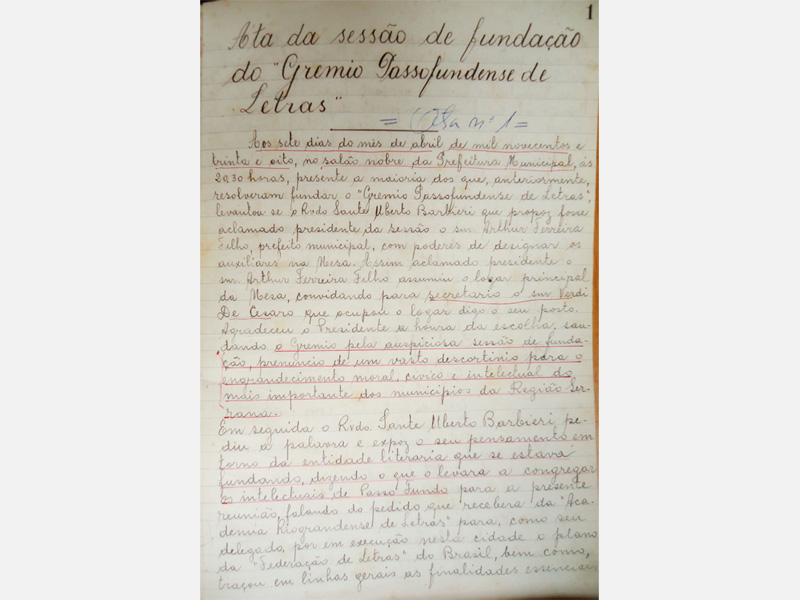 1
Ata da sessão de fundação
do "Gremio Passofundense de
Letras"
= Ata nº 1 =
Aos sete dias do mês de abril de mil novecentos e
trinta e oito, no salão nobre da Prefeitura Municipal, ás
20,30 horas, presente a maioria dos que, anteriormente,
resolveram fundar o "Gremio Passofundense de Letras",
levantou se o Rvdo Sante Uberto Barbieri que propoz fosse
aclamado presidente da sessão o snr. Arthur Ferreira
Filho, prefeito municipal, com poderes de designar os
auxiliares na Mesa. Assim aclamado presidente o
snr. Arthur Ferreira Filho assumiu o logar principal
da Mesa, convidando para secretario o snr Verdi
De Cesaro que ocupou o logar digo o seu posto.
Agradeceu o Presidente a honra da escolha, sau-
dando o Gremio pela auspiciosa sessão de funda-
ção, prenuncio de um vasto descortinio para o
engrandecimento moral, civico e intelectual do
mais importante dos municipios da Região Ser-
rana.
Em seguida o Rvdo. Sante Uberto Barbieri pe-
diu a palavra e expoz o seu pensamento em
torno da entidade literaria que se estava
fundando, dizendo o que o levara a congregar
os intelectuais de Passo Fundo para a presente
reunião, falando do pedido que recebera da "Aca-
demia Riograndense de Letras" para, como seu
delegado, por em execução nesta cidade o plano
da "Federação de Letras" do Brasil, bem como,
traçou em linhas gerais as finalidades essenciais